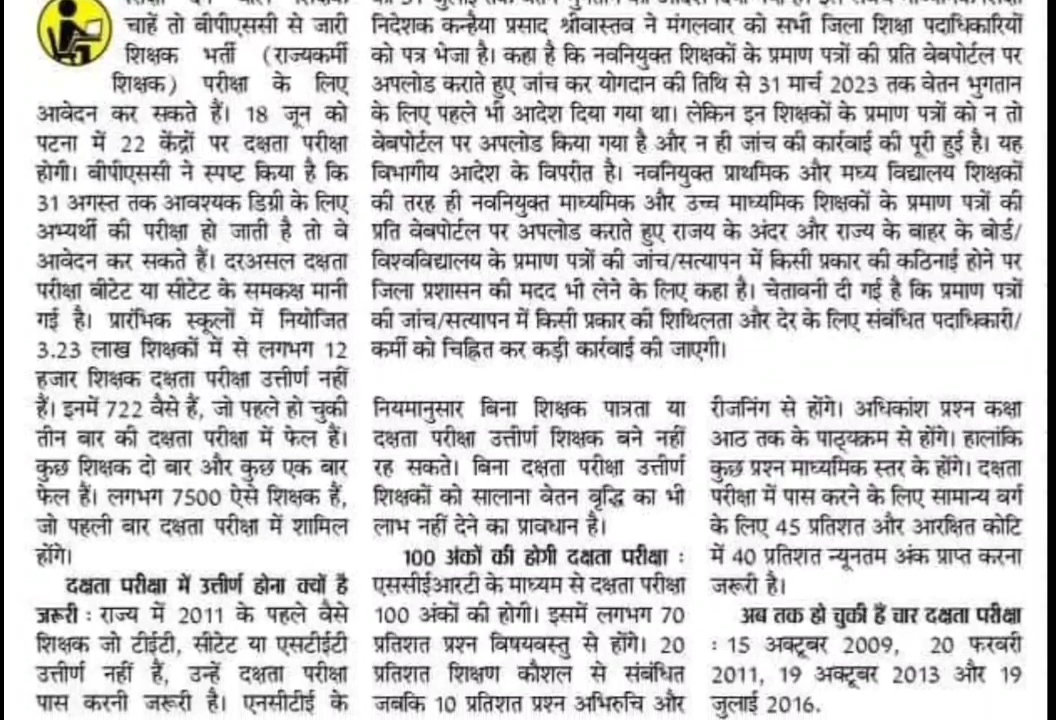 चाहें तो बीपीएससी से जारी
शिक्षक भर्ती (राज्यकर्मी
शिक्षक) परीक्षा के लिए
आवेदन कर सकते हैं। 18 जून को
पटना में 22 केंद्रों पर दक्षता परीक्षा
होगी। बीपीएससी ने स्पष्ट किया है कि
31 अगस्त तक आवश्यक डिग्री के लिए
अभ्यर्थी की परीक्षा हो जाती है तो वे
आवेदन कर सकते हैं। दरअसल दक्षता
परीक्षा बीटेट या सीटेट के समकक्ष मानी
गई है। प्रारंभिक स्कूलों में नियोजित
3.23 लाख शिक्षकों में से लगभग 12
हजार शिक्षक दक्षता परीक्षा उत्तीर्ण नहीं
हैं। इनमें 722 वैसे हैं, जो पहले हो चुकी
तीन बार की दक्षता परीक्षा में फेल हैं।
कुछ शिक्षक दो बार और कुछ एक बार
फेल हैं। लगभग 7500 ऐसे शिक्षक हैं,
जो पहली बार दक्षता परीक्षा में शामिल
होंगे।
दक्षता परीक्षा में उत्तीर्ण होना क्यों है
जरूरी : राज्य में 2011 के पहले वैसे
शिक्षक जो टीईटी, सीटेट या एसटीईटी
उत्तीर्ण नहीं हैं, उन्हें दक्षता परीक्षा
पास करनी जरूरी है। एनसीटीई के
निदेशक कन्हैया प्रसाद श्रीवास्तव ने मंगलवार को सभी जिला शिक्षा पदाधिकारियों
को पत्र भेजा है। कहा है कि नवनियुक्त शिक्षकों के प्रमाण पत्रों की प्रति वेबपोर्टल पर
अपलोड कराते हुए जांच कर योगदान की तिथि से 31 मार्च 2023 तक वेतन भुगतान
के लिए पहले भी आदेश दिया गया था। लेकिन इन शिक्षकों के प्रमाण पत्रों को न तो
वेबपोर्टल पर अपलोड किया गया है और न ही जांच की कार्रवाई की पूरी हुई है। यह
विभागीय आदेश के विपरीत है। नवनियुक्त प्राथमिक और मध्य विद्यालय शिक्षकों
की तरह ही नवनियुक्त माध्यमिक और उच्च माध्यमिक शिक्षकों के प्रमाण पत्रों की
प्रति वेबपोर्टल पर अपलोड कराते हुए राजय के अंदर और राज्य के बाहर के बोर्ड/
विश्वविद्यालय के प्रमाण पत्रों की जांच/सत्यापन में किसी प्रकार की कठिनाई होने पर
जिला प्रशासन की मदद भी लेने के लिए कहा है। चेतावनी दी गई है कि प्रमाण पत्रों
की जांच/सत्यापन में किसी प्रकार की शिथिलता और देर के लिए संबंधित पदाधिकारी/
कर्मी को चिह्नित कर कड़ी कार्रवाई की जाएगी।
नियमानुसार बिना शिक्षक पात्रता या
दक्षता परीक्षा उत्तीर्ण शिक्षक बने नहीं
रह सकते। बिना दक्षता परीक्षा उत्तीर्ण
शिक्षकों को सालाना वेतन वृद्धि का भी
लाभ नहीं देने का प्रावधान है।
100 अंकों की होगी दक्षता परीक्षा :
एससीईआरटी के माध्यम से दक्षता परीक्षा
100 अंकों की होगी। इसमें लगभग 70
प्रतिशत प्रश्न विषयवस्तु से होंगे। 20
प्रतिशत शिक्षण कौशल से संबंधित
जबकि 10 प्रतिशत प्रश्न अभिरुचि और
रीजनिंग से होंगे। अधिकांश प्रश्न कक्षा
आठ तक के पाठ्यक्रम से होंगे। हालांकि
कुछ प्रश्न माध्यमिक स्तर के होंगे। दक्षता
परीक्षा में पास करने के लिए सामान्य वर्ग
के लिए 45 प्रतिशत और आरक्षित कोटि
में 40 प्रतिशत न्यूनतम अंक प्राप्त करना
जरूरी है।
अब तक हो चुकी है चार दक्षता परीक्षा
: 15 अक्टूबर 2009, 20 फरवरी
2011, 19 अक्टूबर 2013 और 19
जुलाई 2016.